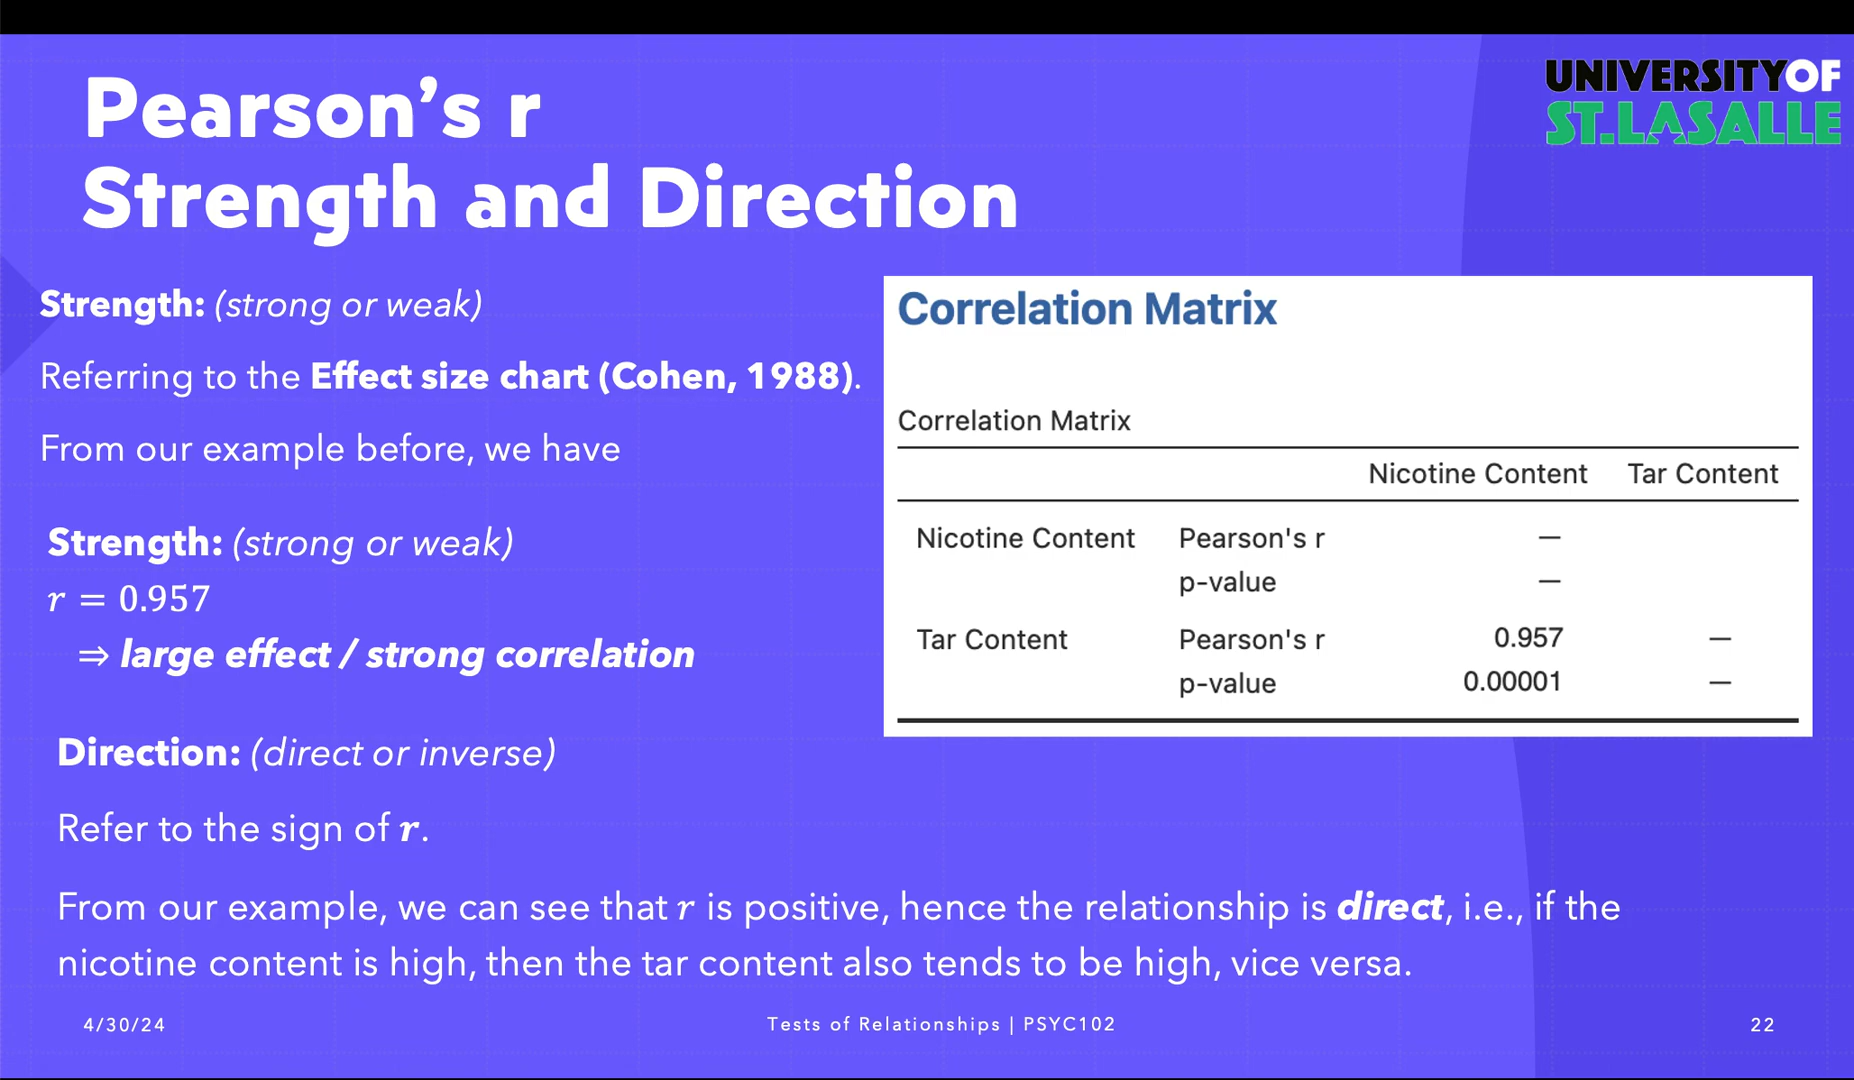 Pearson’s r
Strength and Direction
UNIVERSITYOF
ST.LASALLE
Strength: (strong or weak)
Referring to the Effect size chart (Cohen, 1988).
From our example before, we have
Strength: (strong or weak)
r = 0.957
⇒ large effect / strong correlation
Correlation Matrix
Correlation Matrix
Nicotine Content Tar Content
Nicotine Content Pearson's r —
p-value —
Tar Content Pearson's r 0.957 —
p-value 0.00001 —
Direction: (direct or inverse)
Refer to the sign of r.
From our example, we can see that r is positive, hence the relationship is direct, i.e., if the
nicotine content is high, then the tar content also tends to be high, vice versa.
4/30/24 Tests of Relationships | PSYC102 22